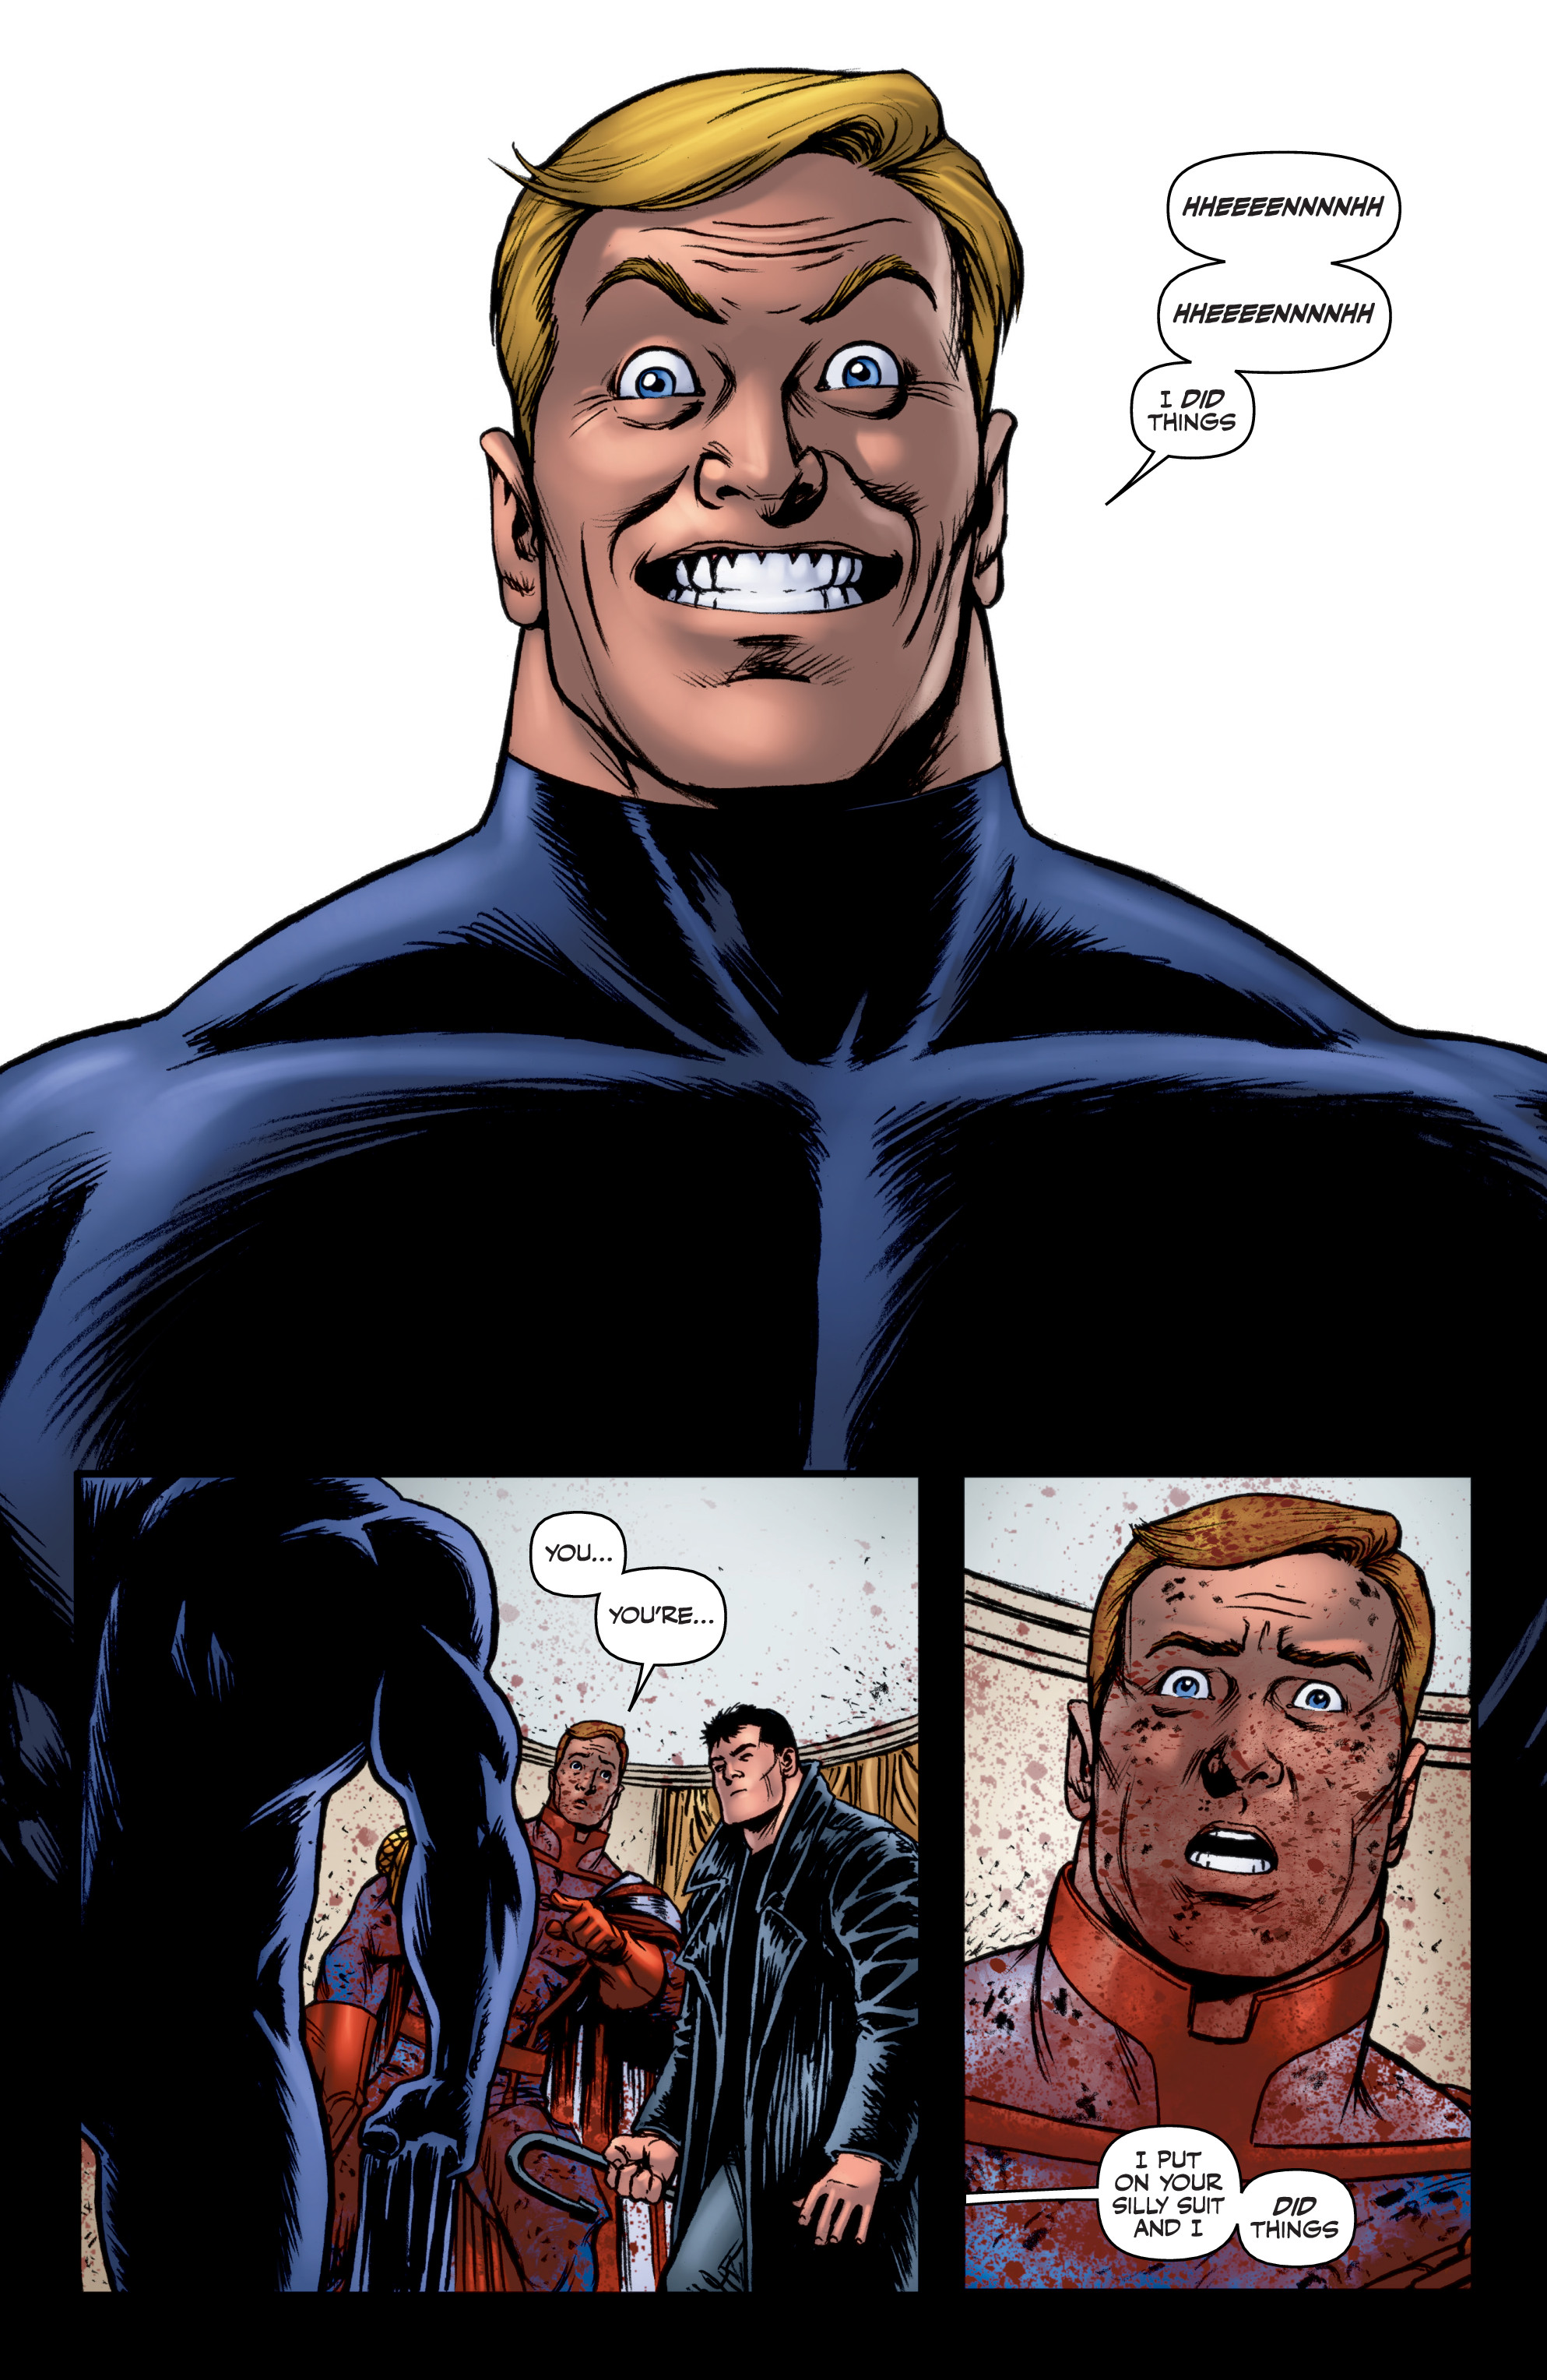 HHEEEENNNNHH
HHEEEENNNNHH
I DID
THINGS
YOU...
YOU'RE...
I PUT
ON YOUR
SILLY SUIT
AND I
DID
THINGS